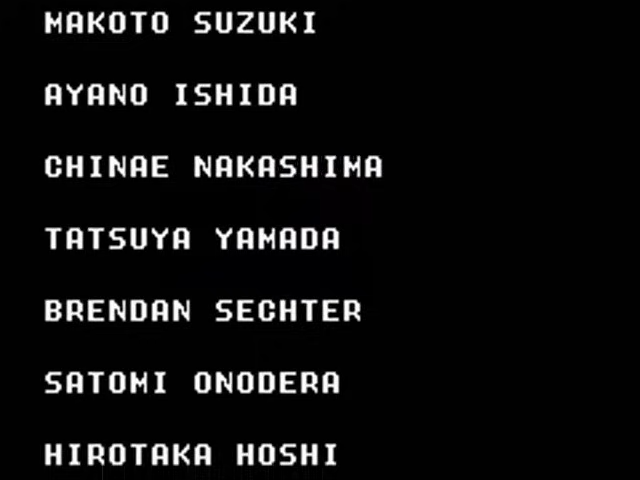 MAKOTO SUZUKI
AYANO ISHIDA
CHINAE NAKASHIMA
TATSUYA YAMADA
BRENDAN SECHTER
SATOMI ONODERA
HIROTAKA HOSHI